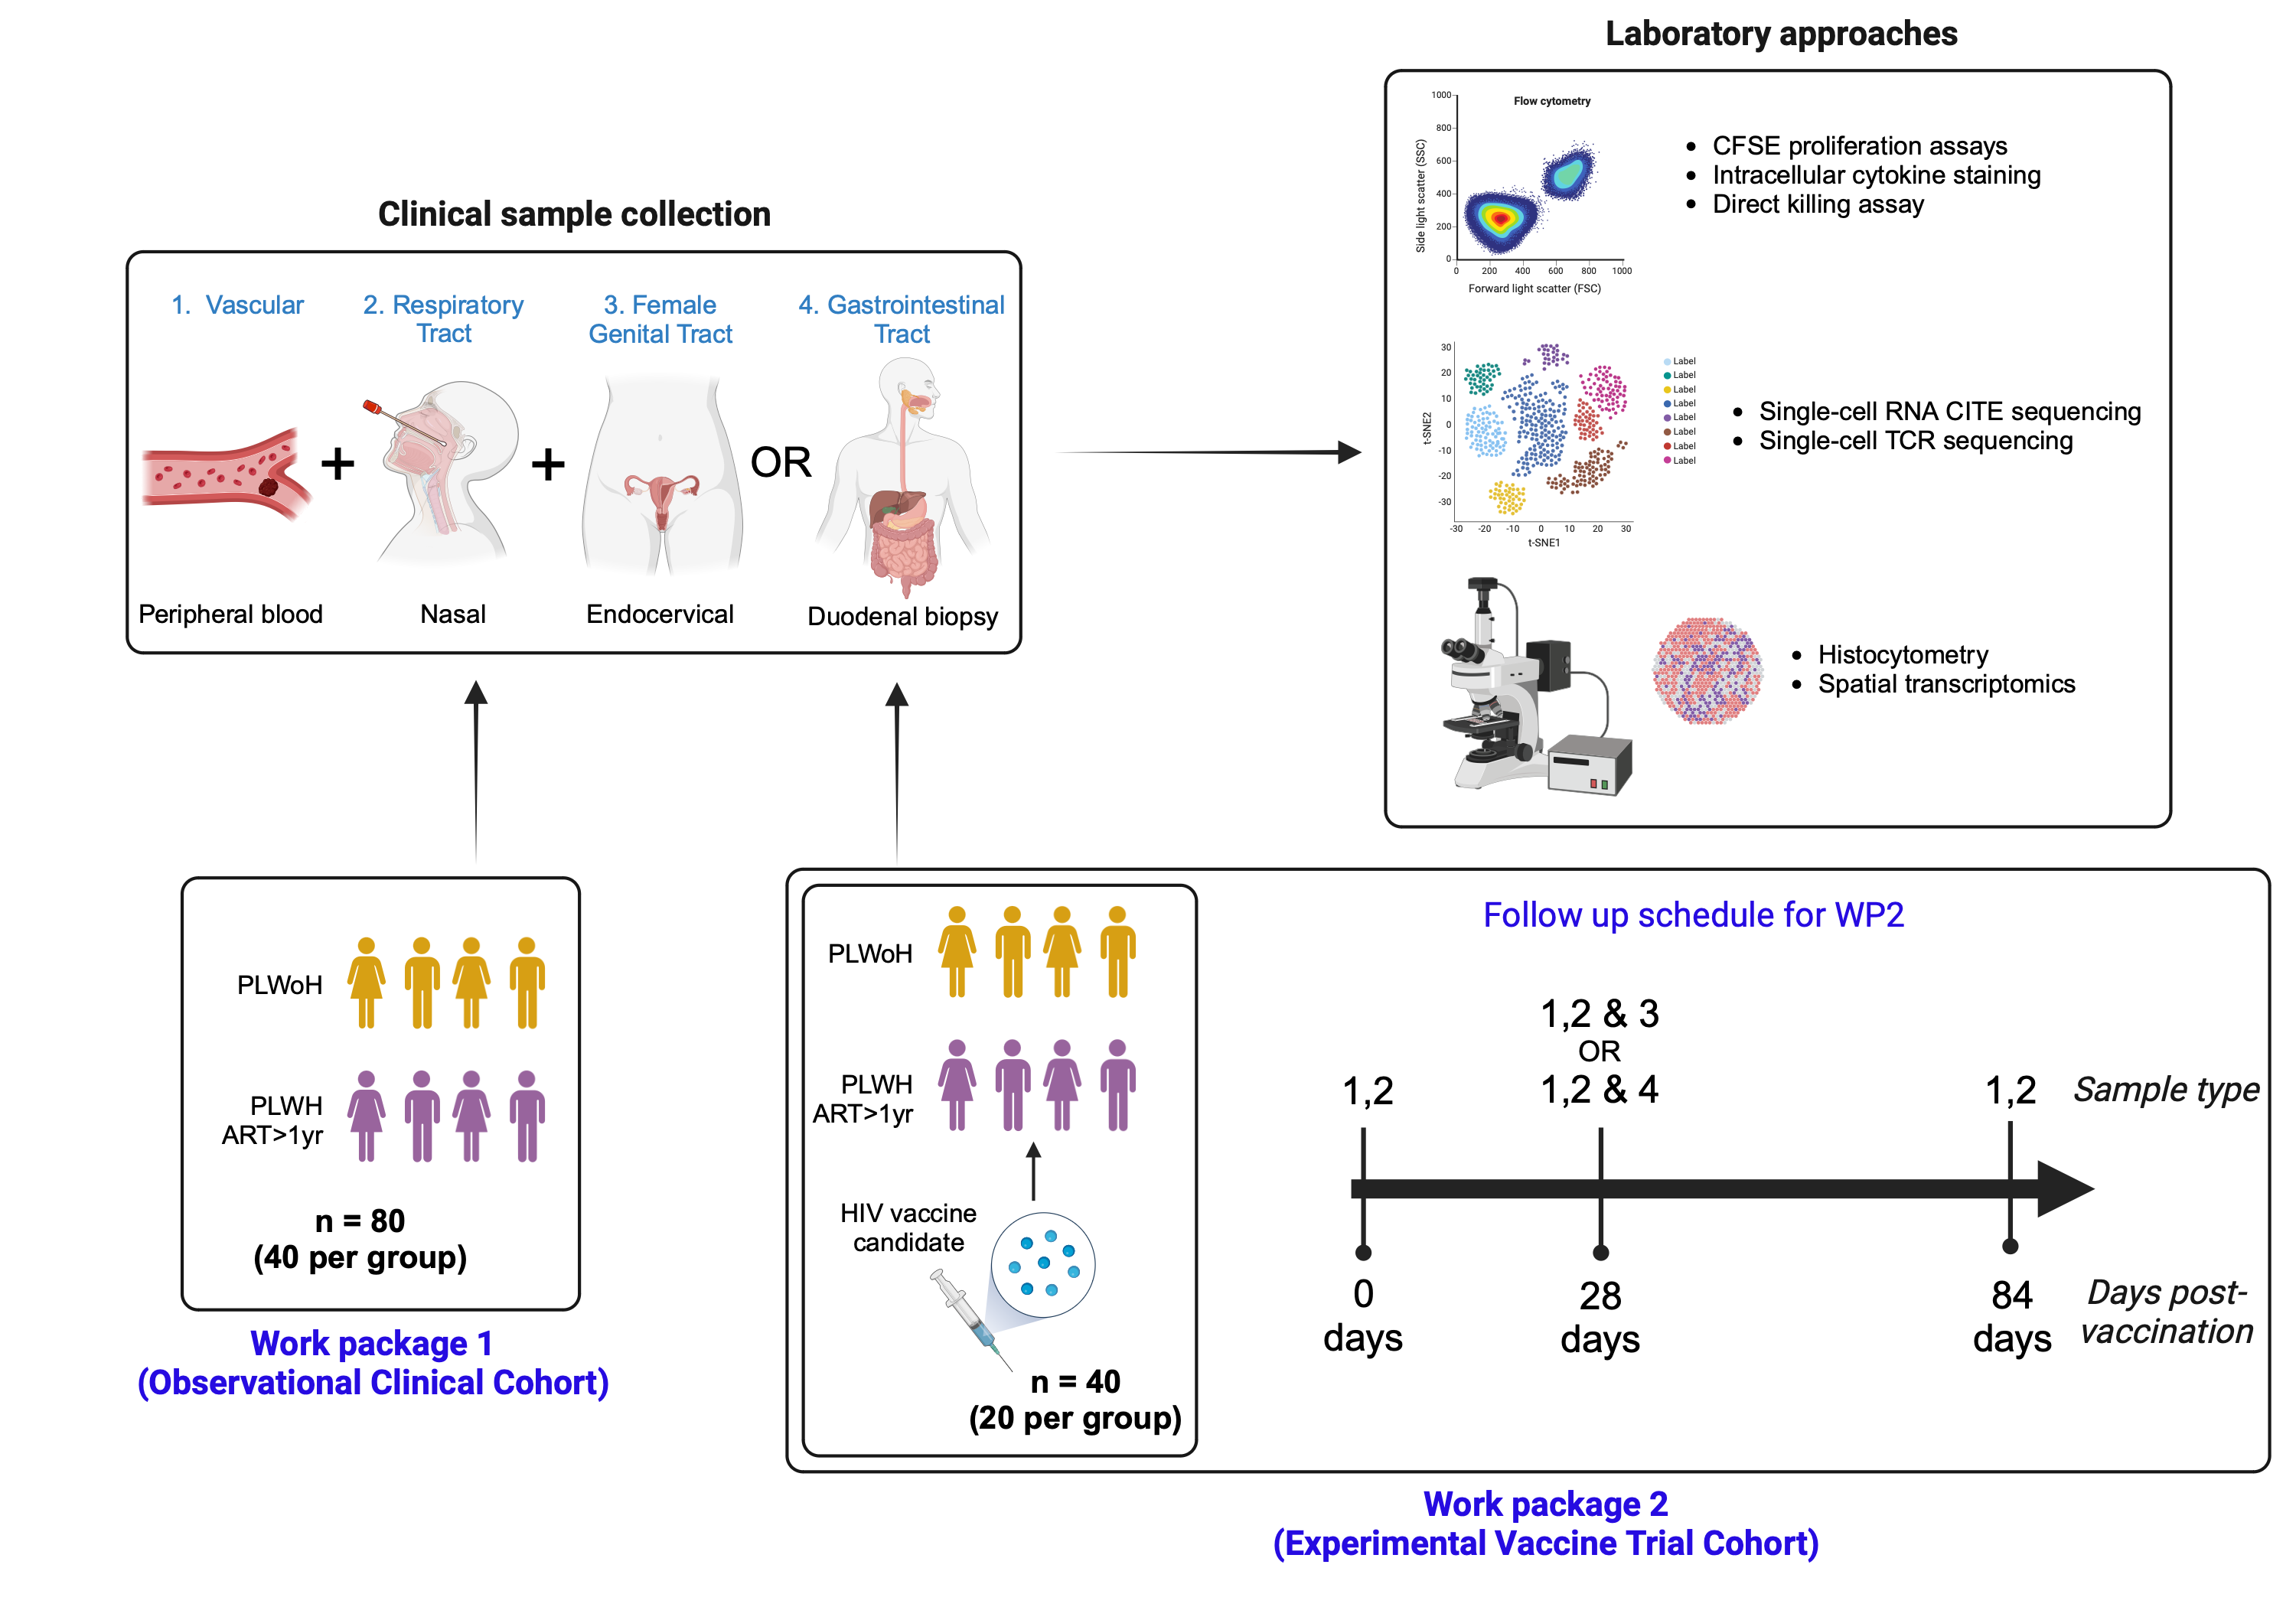 Laboratory approaches
Flow cytometry
1000
800
600
400
200
0
Side light scatter (SSC)
0 200 400 600 800 1000
Forward light scatter (FSC)
• CFSE proliferation assays
• Intracellular cytokine staining
• Direct killing assay
30
20
10
0
-10
-20
-30
t-SNE2
-30 -20 -10 0 10 20 30
t-SNE1
Label
Label
Label
Label
Label
Label
Label
Label
• Single-cell RNA CITE sequencing
• Single-cell TCR sequencing
• Histocytometry
• Spatial transcriptomics
Clinical sample collection
1. Vascular
2. Respiratory
Tract
3. Female
Genital Tract
4. Gastrointestinal
Tract
+
+
OR
Peripheral blood
Nasal
Endocervical
Duodenal biopsy
PLWoH
PLWH
ART>1yr
n = 80
(40 per group)
Work package 1
(Observational Clinical Cohort)
PLWoH
PLWH
ART>1yr
HIV vaccine
candidate
n = 40
(20 per group)
Follow up schedule for WP2
1,2
1,2 & 3
OR
1,2 & 4
1,2
Sample type
0
days
28
days
84
days
Days post-
vaccination
Work package 2
(Experimental Vaccine Trial Cohort)